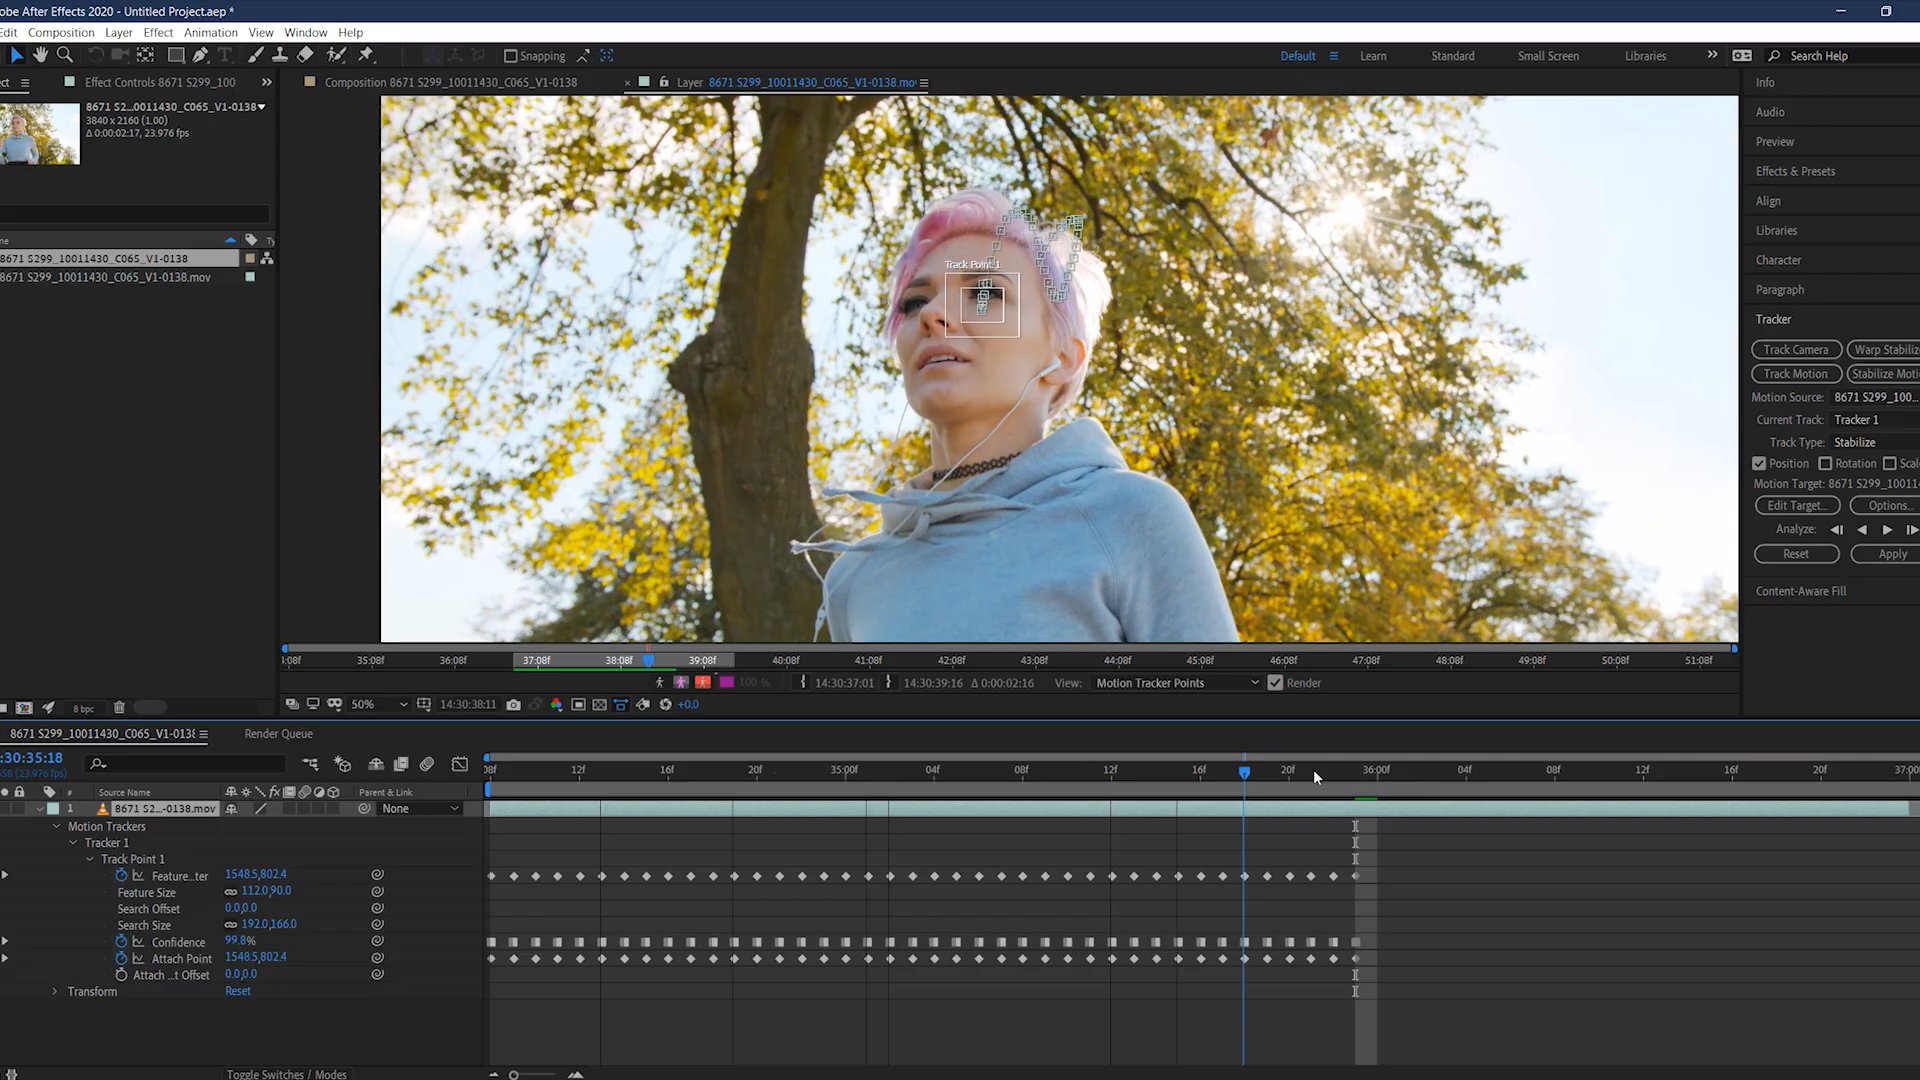 obe After Effects 2020 - Untitled Project.aep *
Edit Composition Layer Effect Animation View Window Help
Snapping Default Learn Standard Small Screen Libraries Search Help
Effect Controls 8671 S299_100
Composition 8671 S299_10011430_C065_V1-0138
Layer 8671 S299_10011430_C065_V1-0138.mov
Info
8671 S2...0011430_C065_V1-0138
3840 x 2160 (1.00)
Δ 0:00:02:17, 23.976 fps
Audio
Preview
Effects & Presets
Align
Libraries
Character
Paragraph
Tracker
8671 S299_10011430_C065_V1-0138
8671 S299_10011430_C065_V1-0138.mov
Track Point 1
Track Camera Warp Stabiliz
Track Motion Stabilize Moti
Motion Source: 8671 S299_100...
Current Track: Tracker 1
Track Type: Stabilize
Position Rotation Scal
Motion Target: 8671 S299_10011
Edit Target... Options...
Analyze:
Reset Apply
Content-Aware Fill
:08f 35:08f 36:08f 37:08f 38:08f 39:08f 40:08f 41:08f 42:08f 43:08f 44:08f 45:08f 46:08f 47:08f 48:08f 49:08f 50:08f 51:08f
100 % 14:30:37:01 14:30:39:16 Δ 0:00:02:16 View: Motion Tracker Points Render
8 bpc 50% 14:30:38:11 +0.0
8671 S299_10011430_C065_V1-0138 Render Queue
:30:35:18
(23.976 fps)
08f 12f 16f 20f 35:00f 04f 08f 12f 16f 20f 36:00f 04f 08f 12f 16f 20f 37:00f
# Source Name Parent & Link
1 8671 S2...-0138.mov None
Motion Trackers
Tracker 1
Track Point 1
Feature...ter 1548.5,802.4
Feature Size 112.0,90.0
Search Offset 0.0,0.0
Search Size 192.0,166.0
Confidence 99.8%
Attach Point 1548.5,802.4
Attach ...t Offset 0.0,0.0
Transform Reset
Toggle Switches / Modes